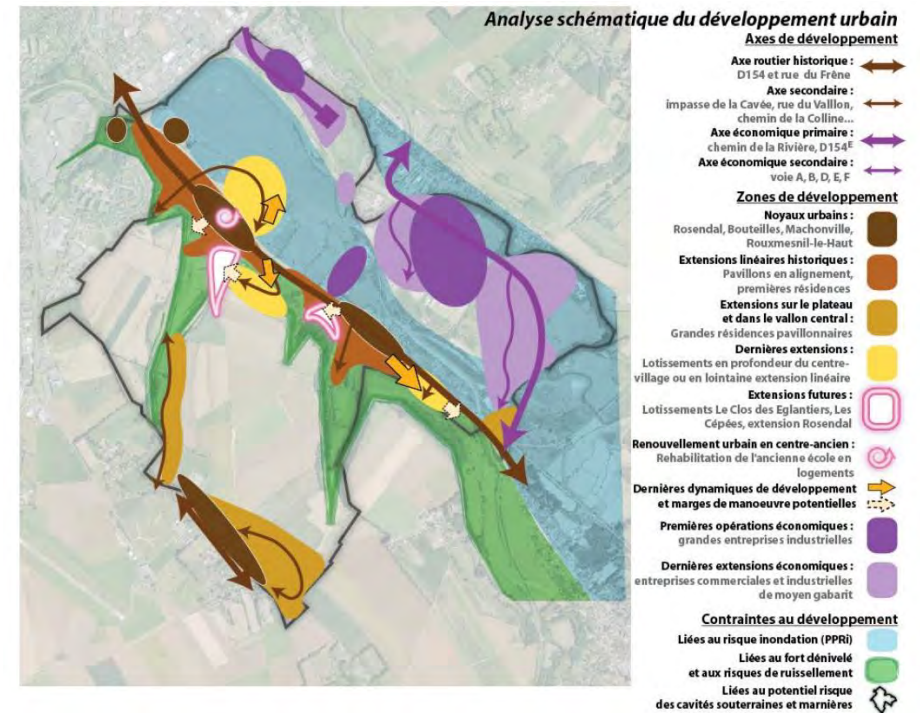 Analyse schématique du développement urbain
Axes de développement
Axe routier historique :
D154 et rue du Frêne
Axe secondaire :
impasse de la Cavée, rue du Valllon,
chemin de la Colline...
Axe économique primaire :
chemin de la Rivière, D154E
Axe économique secondaire :
voie A, B, D, E, F
Zones de développement
Noyaux urbains :
Rosendal, Bouteilles, Machonville,
Rouxmesnil-le-Haut
Extensions linéaires historiques :
Pavillons en alignement,
premières résidences
Extensions sur le plateau
et dans le vallon central :
Grandes résidences pavillonnaires
Dernières extensions :
Lotissements en profondeur du centre-
village ou en lointaine extension linéaire
Extensions futures :
Lotissements Le Clos des Eglantiers, Les
Cépées, extension Rosendal
Renouvellement urbain en centre-ancien :
Rehabilitation de l'ancienne école en
logements
Dernières dynamiques de développement
et marges de manoeuvre potentielles
Premières opérations économiques :
grandes entreprises industrielles
Dernières extensions économiques :
entreprises commerciales et industrielles
de moyen gabarit
Contraintes au développement
Liées au risque inondation (PPRi)
Liées au fort dénivelé
et aux risques de ruissellement
Liées au potentiel risque
des cavités souterraines et marnières